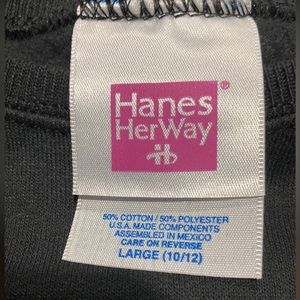 Hanes®
HerWay
50% COTTON / 50% POLYESTER
U.S.A. MADE COMPONENTS
ASSEMBLED IN MEXICO
CARE ON REVERSE
LARGE (10/12)